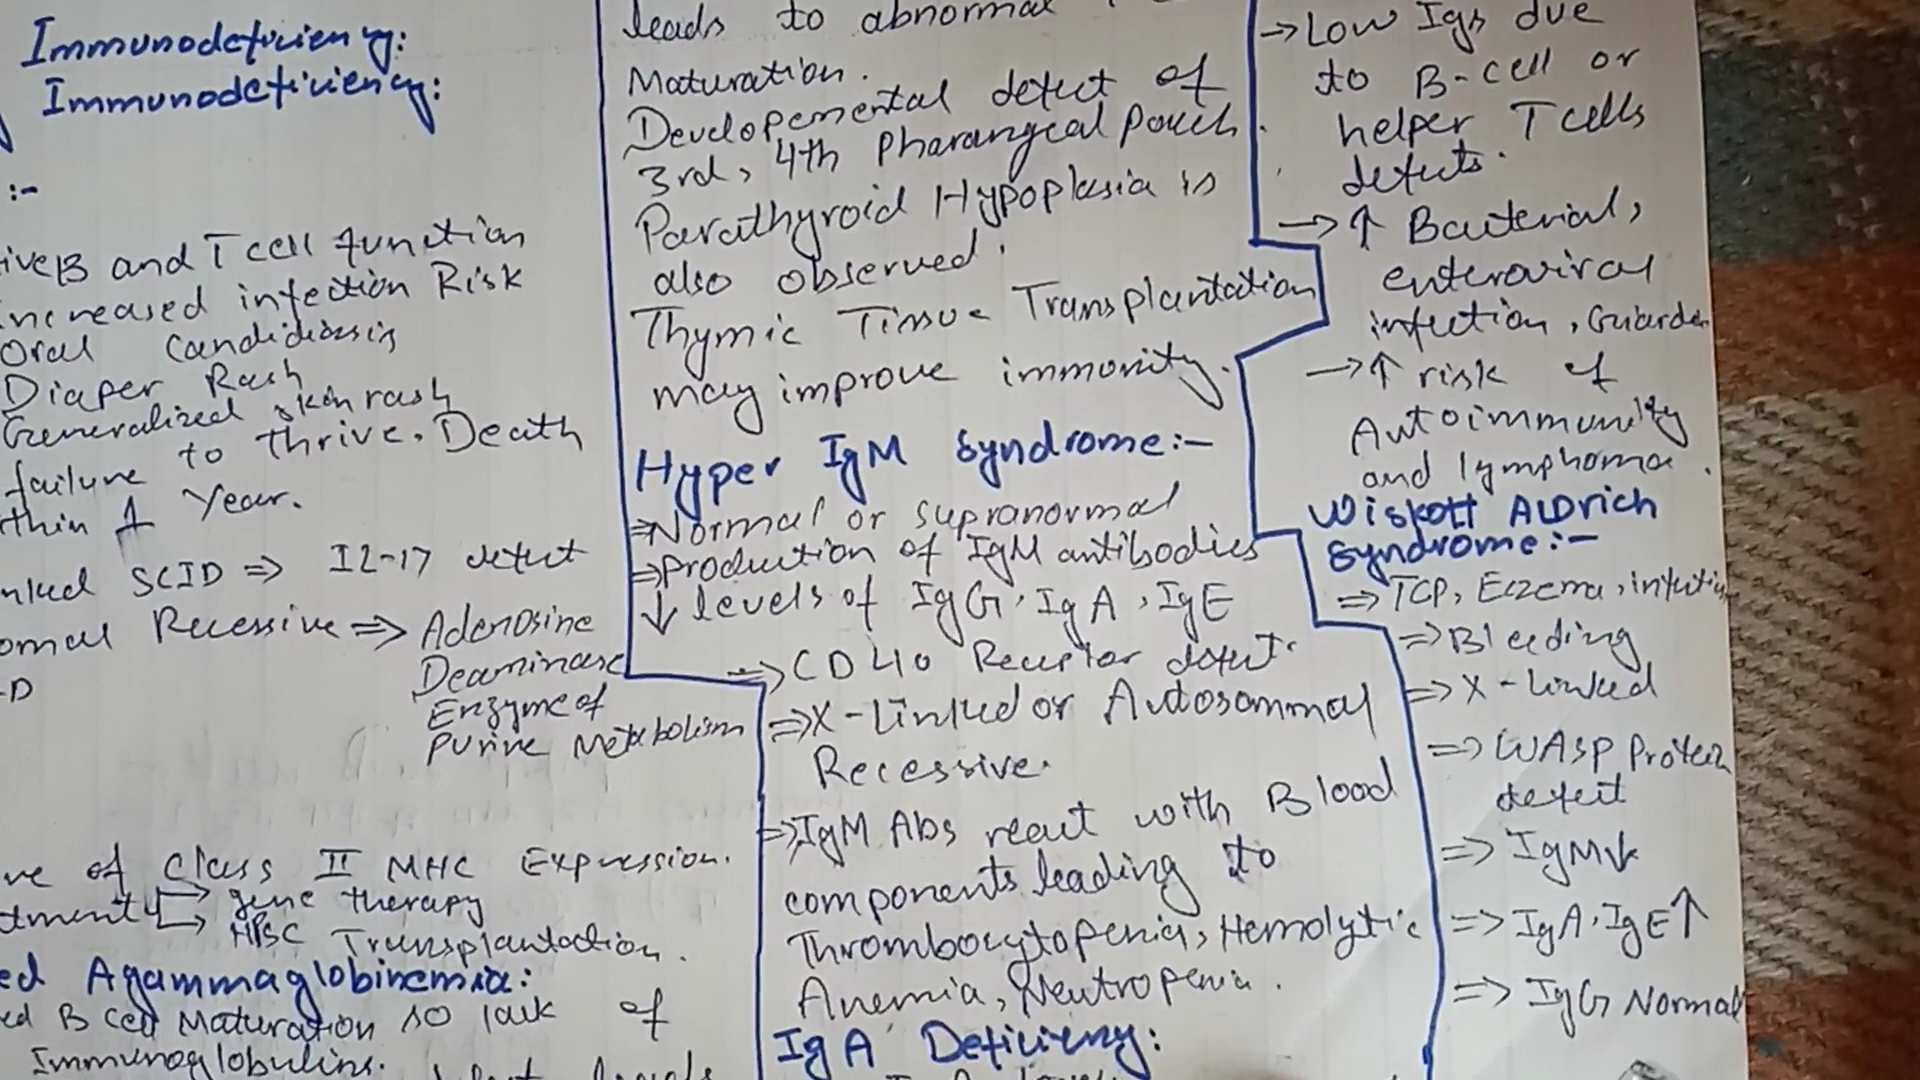 Immunodeficiency:
Immunodeficiency:
:-
ive B and T cell function
increased infection Risk
Oral Candidiasis
Diaper Rash
Generalized skin rash
failure to thrive. Death
thin 1 Year.
nked SCID => I2-17 defect
omal Recessive => Adenosine
Deaminase
Enzyme of
Purine Metabolism
-D
ve of Class II MHC Expression.
tment gene therapy
HPSC Transplantation.
ed Agammaglobinemia:
ed B Cell Maturation so lack of
Immunoglobulins.
leads to abnormal
Maturation.
Developemental defect of
3rd, 4th Pharangeal Pouch.
Parathyroid Hypoplasia is
also observed.
Thymic Tissue Transplantation
may improve immunity.
Hyper IgM Syndrome:-
=> Normal or supranormal
=> Production of IgM antibodies
↓ levels of IgG, IgA, IgE
=> CD40 Receptor defect.
=> X-Linked or Autosommal
Recessive.
=> IgM Abs react with Blood
components leading to
Thrombocytopenia, Hemolytic
Anemia, Neutropenia.
IgA Deficiency:
→ Low Igs due
to B-cell or
helper T cells
defects.
→ ↑ Bacterial,
enteroviral
infection,
→ ↑ risk of
Autoimmunity
and lymphoma.
Wiskott Aldrich
Syndrome:-
=> TCP, Eczema,
=> Bleeding
=> X-Linked
=> WASP Protein
defect
=> IgM↓
=> IgA, IgE↑
=> IgG Normal